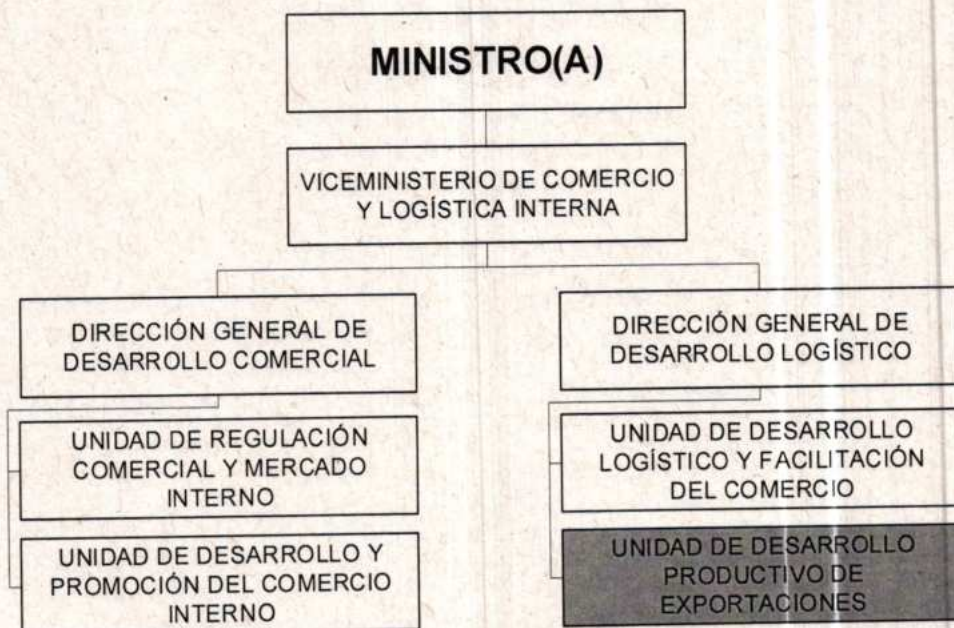 MINISTRO(A)
VICEMINISTERIO DE COMERCIO
Y LOGÍSTICA INTERNA
DIRECCIÓN GENERAL DE
DESARROLLO COMERCIAL
UNIDAD DE REGULACIÓN
COMERCIAL Y MERCADO
INTERNO
UNIDAD DE DESARROLLO Y
PROMOCIÓN DEL COMERCIO
INTERNO
DIRECCIÓN GENERAL DE
DESARROLLO LOGÍSTICO
UNIDAD DE DESARROLLO
LOGÍSTICO Y FACILITACIÓN
DEL COMERCIO
UNIDAD DE DESARROLLO
PRODUCTIVO DE
EXPORTACIONES